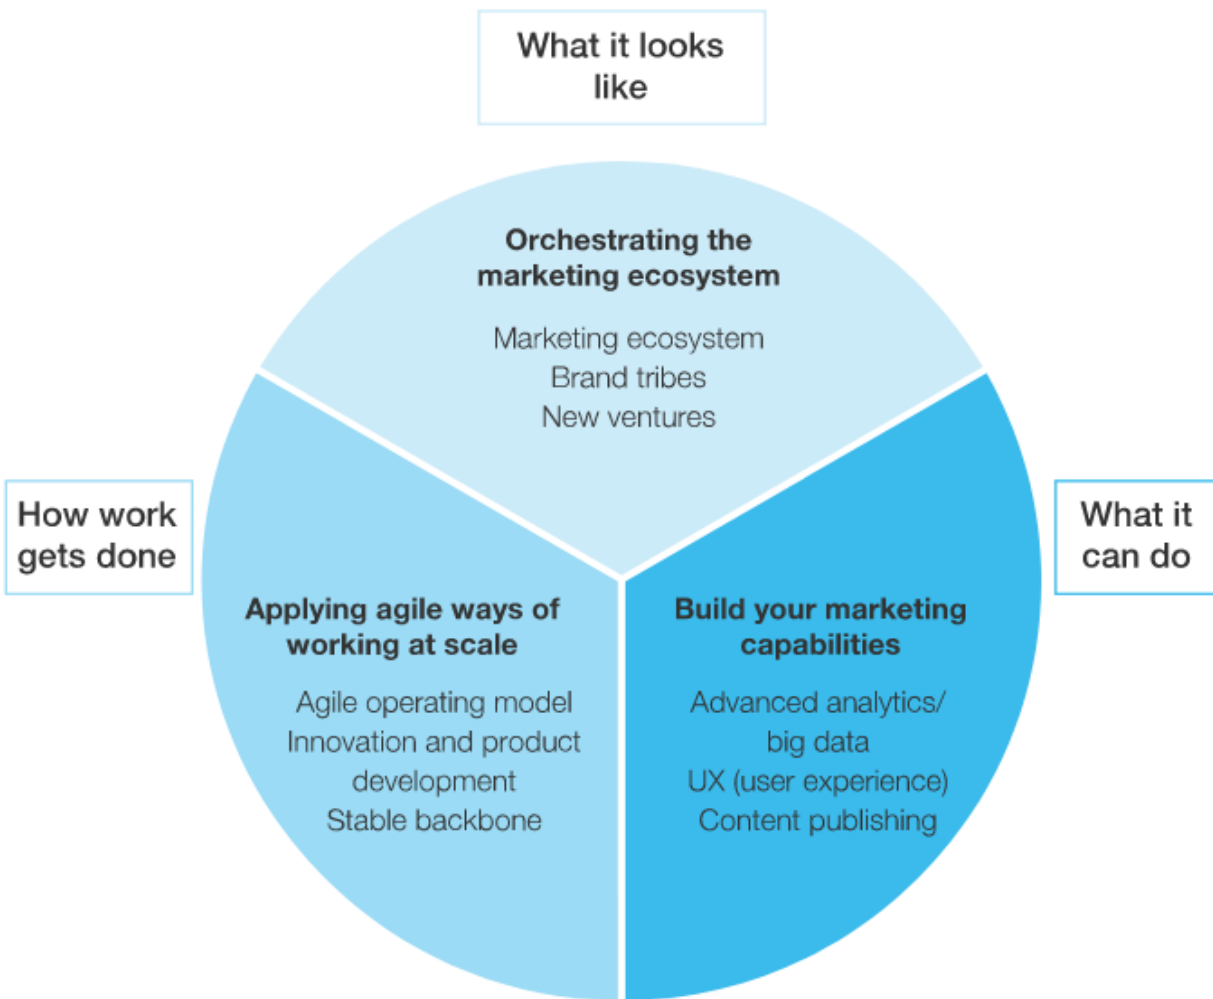 What it looks
like
Orchestrating the
marketing ecosystem
Marketing ecosystem
Brand tribes
New ventures
How work
gets done
Applying agile ways of
working at scale
Agile operating model
Innovation and product
development
Stable backbone
What it
can do
Build your marketing
capabilities
Advanced analytics/
big data
UX (user experience)
Content publishing